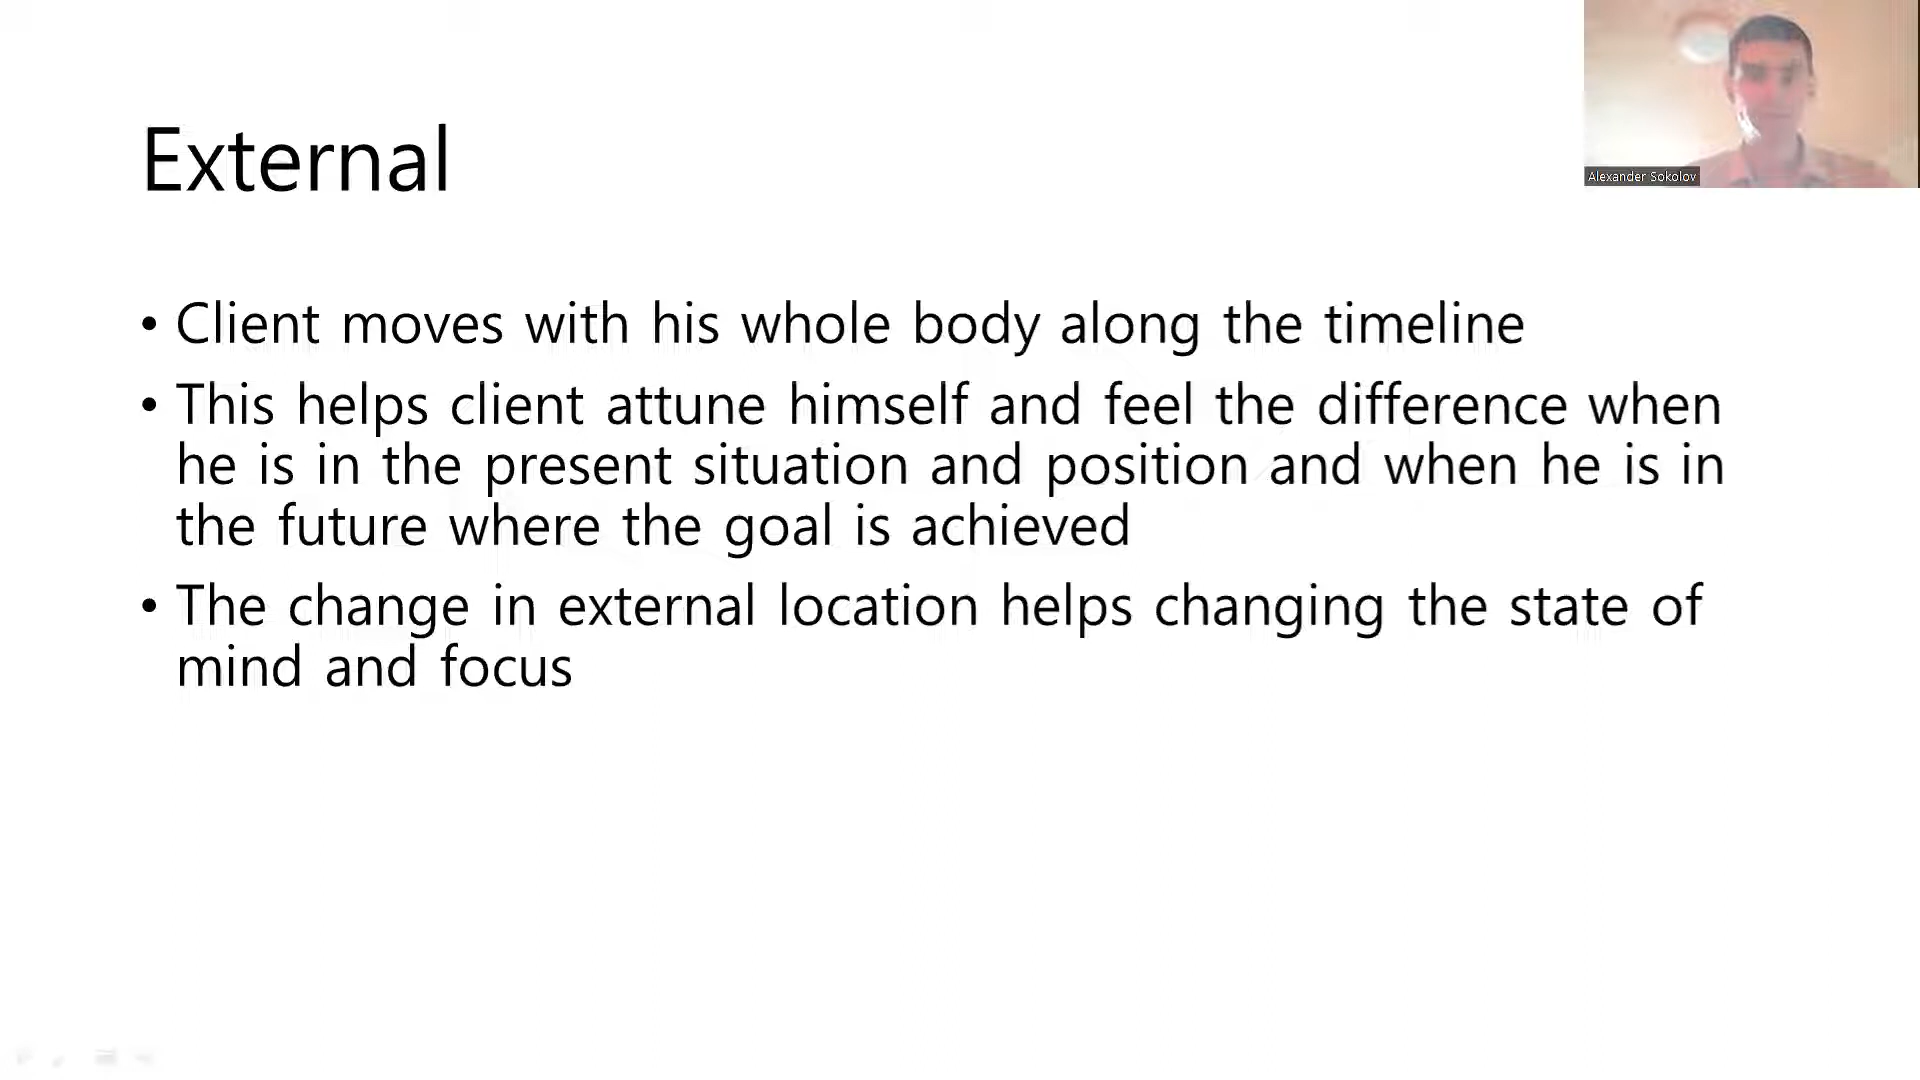 External
Alexander Sokolov
• Client moves with his whole body along the timeline
• This helps client attune himself and feel the difference when
he is in the present situation and position and when he is in
the future where the goal is achieved
• The change in external location helps changing the state of
mind and focus